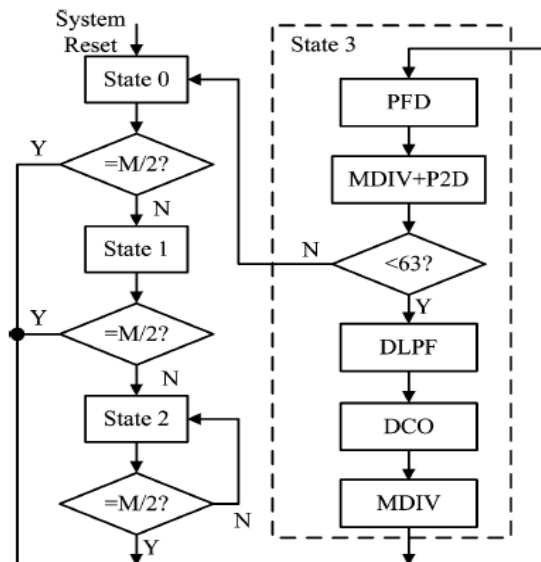 System
Reset
State 0
Y
=M/2?
N
State 1
Y
=M/2?
N
State 2
=M/2?
N
Y
State 3
PFD
MDIV+P2D
N
<63?
Y
DLPF
DCO
MDIV